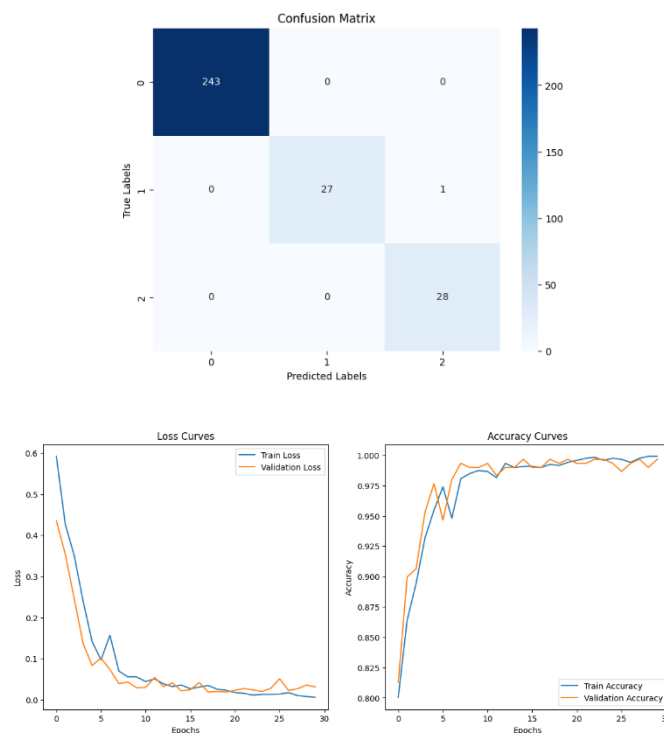 Confusion Matrix
True Labels
0
1
2
243 0 0
0 27 1
0 0 28
0 1 2
Predicted Labels
200
150
100
50
0
Loss Curves
Train Loss
Validation Loss
Loss
0.6
0.5
0.4
0.3
0.2
0.1
0.0
0 5 10 15 20 25 30
Epochs
Accuracy Curves
Accuracy
1.000
0.975
0.950
0.925
0.900
0.875
0.850
0.825
0.800
Train Accuracy
Validation Accuracy
0 5 10 15 20 25
Epochs